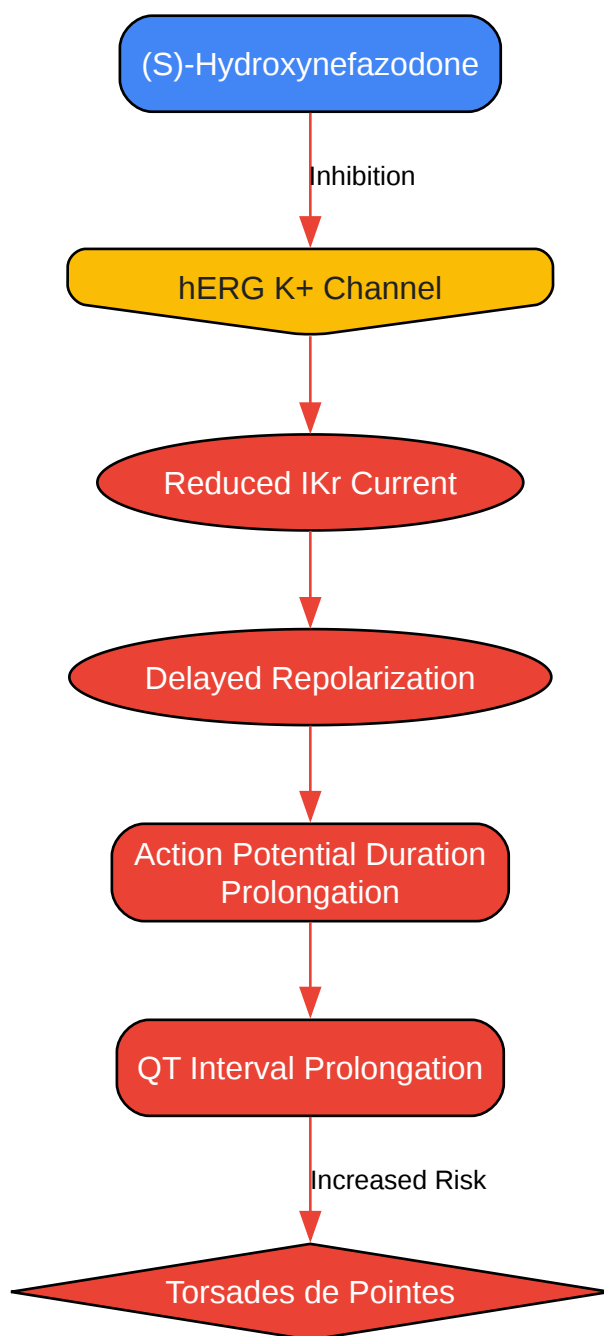 (S)-Hydroxynefazodone
Inhibition
hERG K+ Channel
Reduced IKr Current
Delayed Repolarization
Action Potential Duration
Prolongation
QT Interval Prolongation
Increased Risk
Torsades de Pointes